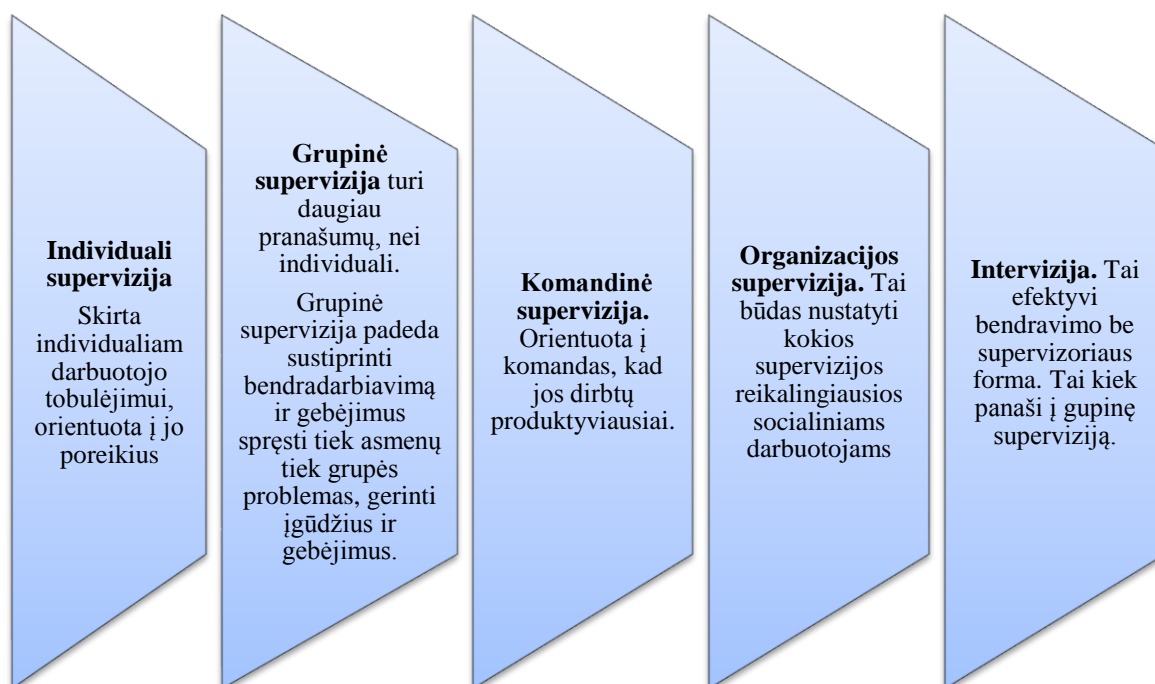 Individuali
supervizija
Skirta
individualiam
darbuotojo
tobulėjimui,
orientuota į jo
poreikius
Grupinė
supervizija turi
daugiau
pranašumų, nei
individuali.
Grupinė
supervizija padeda
sustiprinti
bendradarbiavimą
ir gebėjimus
spręsti tiek asmenų
tiek grupės
problemas, gerinti
įgūdžius ir
gebėjimus.
Komandinė
supervizija.
Orientuota į
komandas, kad
jos dirbtų
produktyviausiai.
Organizacijos
supervizija. Tai
būdas nustatyti
kokios
supervizijos
reikalingiausios
socialiniams
darbuotojams
Intervizija. Tai
efektyvi
bendravimo be
supervizoriaus
forma. Tai kiek
panaši į gupinę
superviziją.